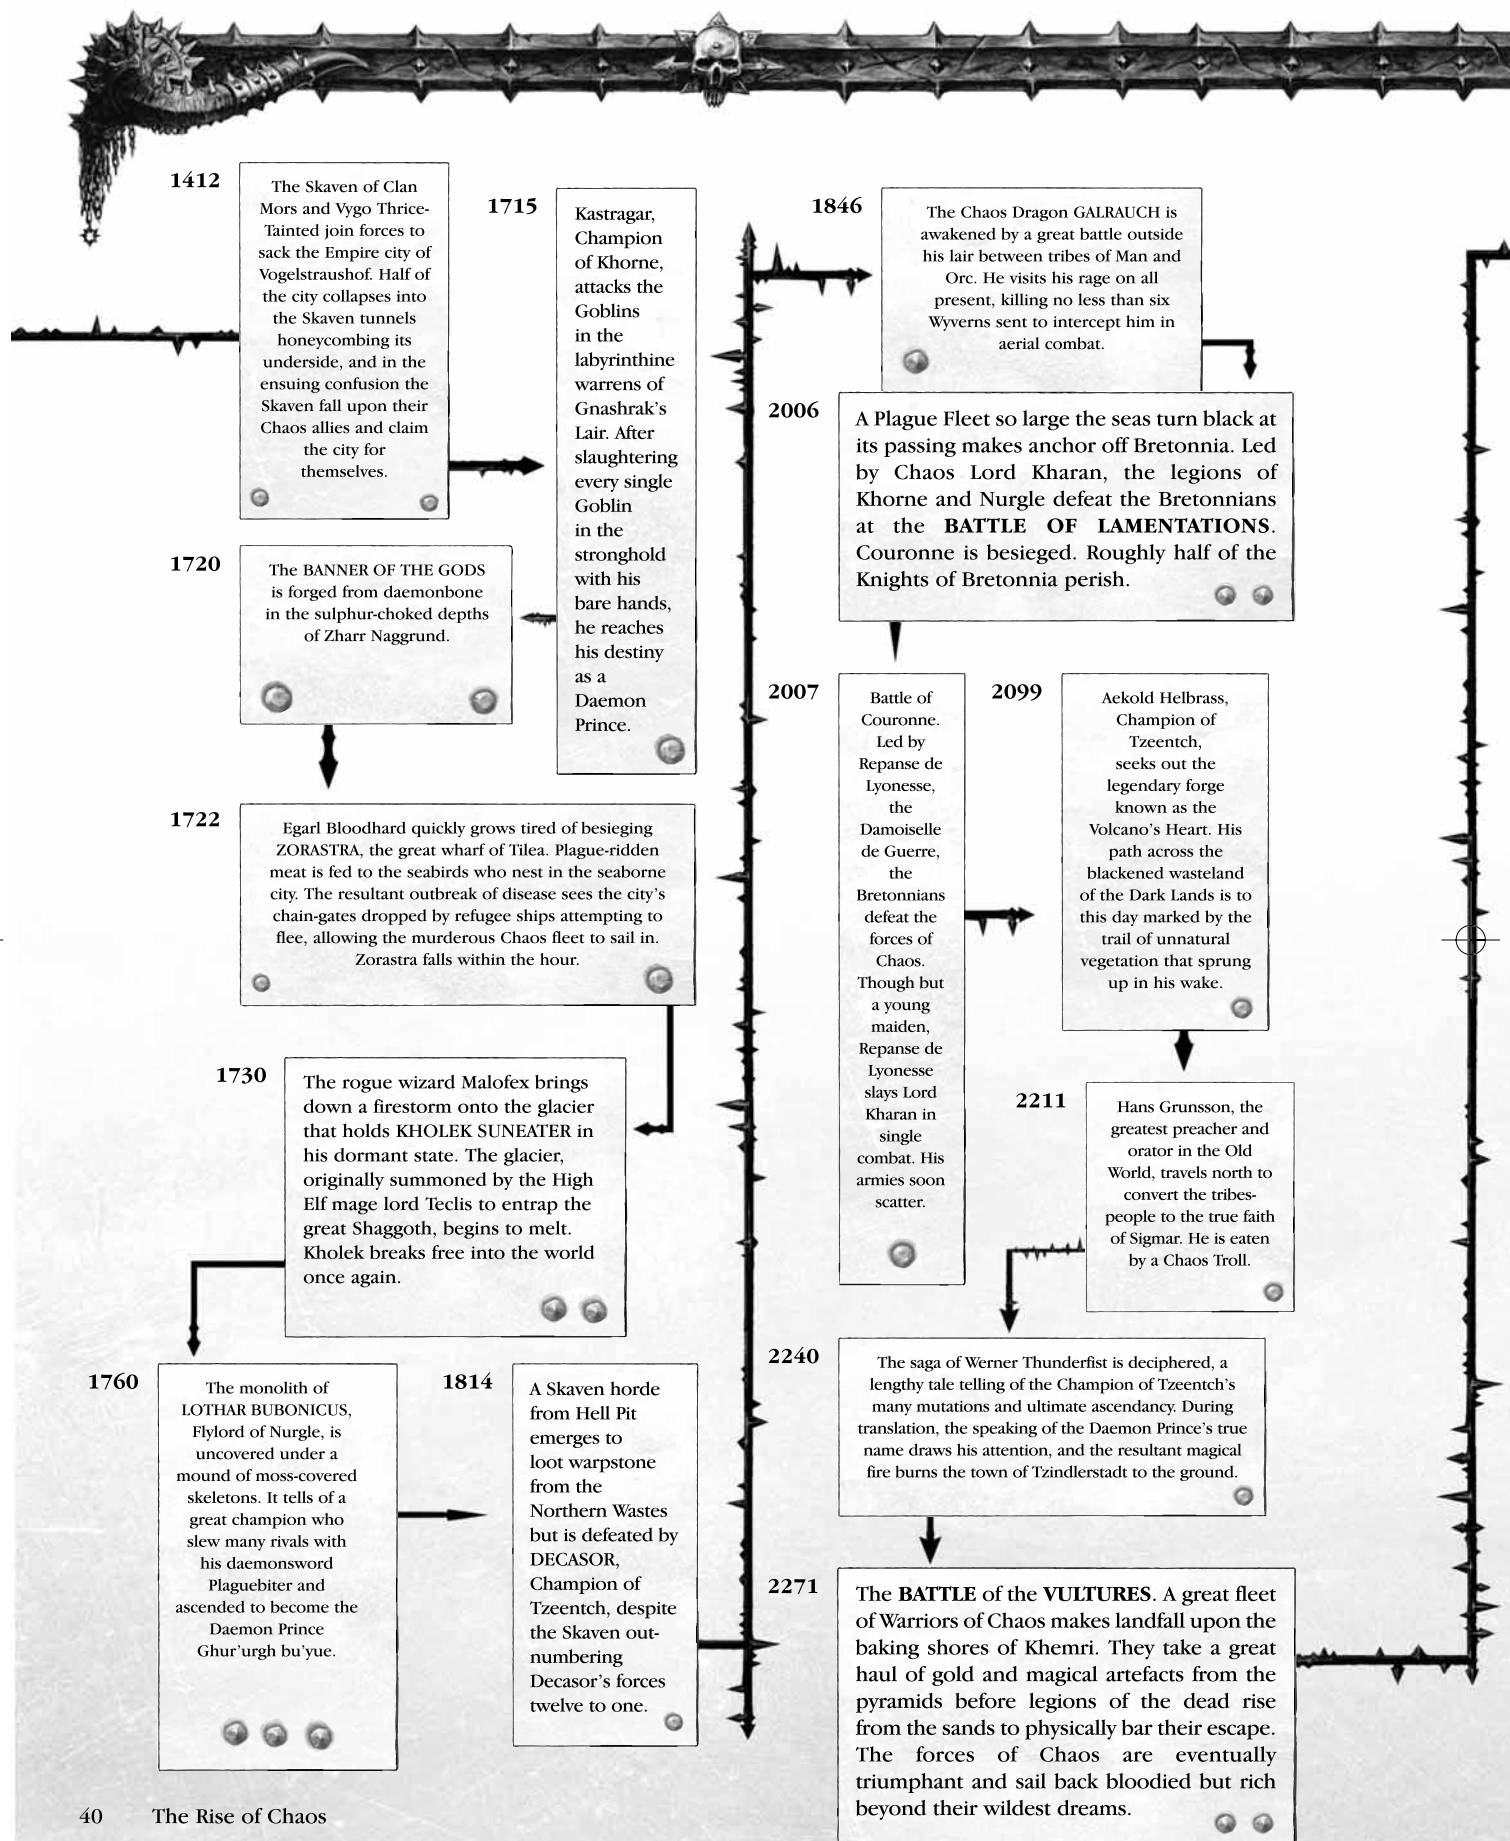 1412
The Skaven of Clan
Mors and Vygo Thrice-
Tainted join forces to
sack the Empire city of
Vogelstraushof. Half of
the city collapses into
the Skaven tunnels
honeycombing its
underside, and in the
ensuing confusion the
Skaven fall upon their
Chaos allies and claim
the city for
themselves.
1715
Kastragar,
Champion
of Khorne,
attacks the
Goblins
in the
labyrinthine
warrens of
Gnashrak's
Lair. After
slaughtering
every single
Goblin
in the
stronghold
with his
bare hands,
he reaches
his destiny
as a
Daemon
Prince.
1720
The BANNER OF THE GODS
is forged from daemonbone
in the sulphur-choked depths
of Zharr Naggrund.
1722
Egarl Bloodhard quickly grows tired of besieging
ZORASTRA, the great wharf of Tilea. Plague-ridden
meat is fed to the seabirds who nest in the seaborne
city. The resultant outbreak of disease sees the city's
chain-gates dropped by refugee ships attempting to
flee, allowing the murderous Chaos fleet to sail in.
Zorastra falls within the hour.
1730
The rogue wizard Malofex brings
down a firestorm onto the glacier
that holds KHOLEK SUNEATER in
his dormant state. The glacier,
originally summoned by the High
Elf mage lord Teclis to entrap the
great Shaggoth, begins to melt.
Kholek breaks free into the world
once again.
1760
The monolith of
LOTHAR BUBONICUS,
Flylord of Nurgle, is
uncovered under a
mound of moss-covered
skeletons. It tells of a
great champion who
slew many rivals with
his daemonsword
Plaguebiter and
ascended to become the
Daemon Prince
Ghur'urgh bu'yue.
1814
A Skaven horde
from Hell Pit
emerges to
loot warpstone
from the
Northern Wastes
but is defeated by
DECASOR,
Champion of
Tzeentch, despite
the Skaven out-
numbering
Decasor's forces
twelve to one.
1846
The Chaos Dragon GALRAUCH is
awakened by a great battle outside
his lair between tribes of Man and
Orc. He visits his rage on all
present, killing no less than six
Wyverns sent to intercept him in
aerial combat.
2006
A Plague Fleet so large the seas turn black at
its passing makes anchor off Bretonnia. Led
by Chaos Lord Kharan, the legions of
Khorne and Nurgle defeat the Bretonnians
at the BATTLE OF LAMENTATIONS.
Couronne is besieged. Roughly half of the
Knights of Bretonnia perish.
2007
Battle of
Couronne.
Led by
Repanse de
Lyonesse,
the
Damoiselle
de Guerre,
the
Bretonnians
defeat the
forces of
Chaos.
Though but
a young
maiden,
Repanse de
Lyonesse
slays Lord
Kharan in
single
combat. His
armies soon
scatter.
2099
Aekold Helbrass,
Champion of
Tzeentch,
seeks out the
legendary forge
known as the
Volcano's Heart. His
path across the
blackened wasteland
of the Dark Lands is to
this day marked by the
trail of unnatural
vegetation that sprung
up in his wake.
2211
Hans Grunsson, the
greatest preacher and
orator in the Old
World, travels north to
convert the tribes-
people to the true faith
of Sigmar. He is eaten
by a Chaos Troll.
2240
The saga of Werner Thunderfist is deciphered, a
lengthy tale telling of the Champion of Tzeentch's
many mutations and ultimate ascendancy. During
translation, the speaking of the Daemon Prince's true
name draws his attention, and the resultant magical
fire burns the town of Tzindlerstadt to the ground.
2271
The BATTLE of the VULTURES. A great fleet
of Warriors of Chaos makes landfall upon the
baking shores of Khemri. They take a great
haul of gold and magical artefacts from the
pyramids before legions of the dead rise
from the sands to physically bar their escape.
The forces of Chaos are eventually
triumphant and sail back bloodied but rich
beyond their wildest dreams.
40 The Rise of Chaos